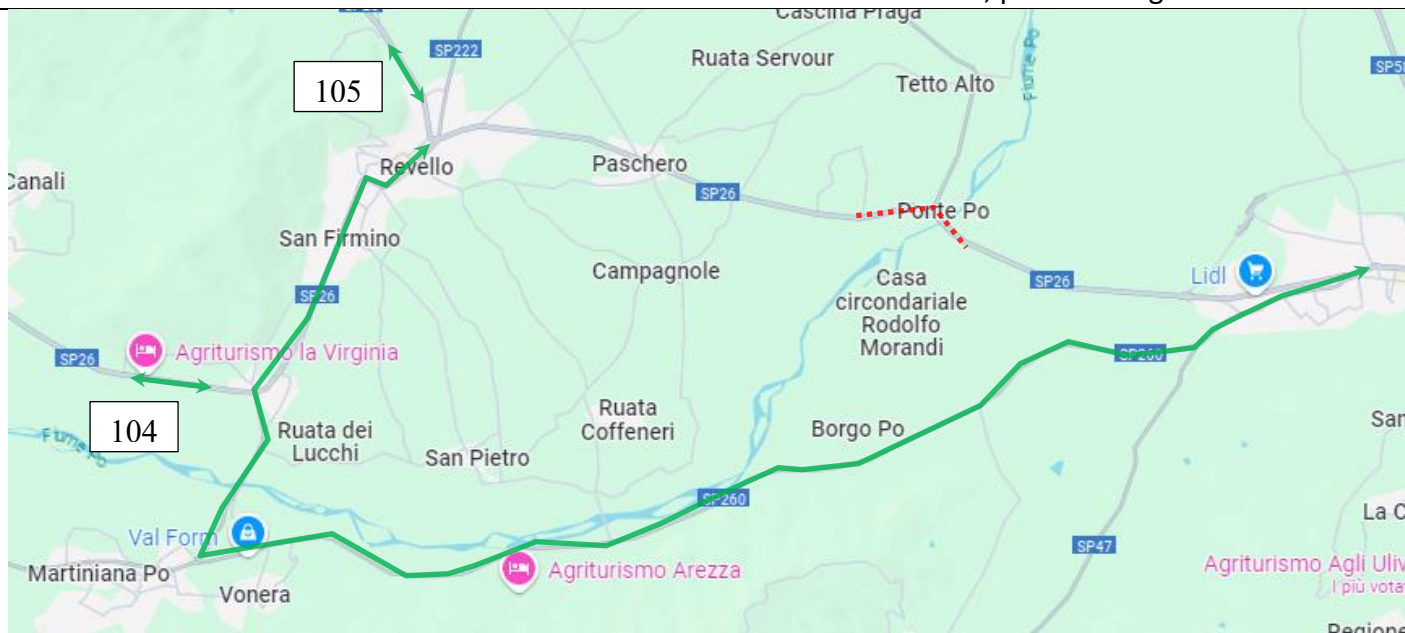 Cascina Praga
SP222
Ruata Servour
SP58
105
Tetto Alto
Fiume Po
Revello
Paschero
Canali
SP26
Ponte Po
San Firmino
Campagnole
Casa
circondariale
Rodolfo
Morandi
SP26
Lidl
SP26
SP26
Agriturismo la Virginia
SP260
104
Ruata
Coffeneri
Ruata dei
Lucchi
Borgo Po
San Pietro
Fiume Po
SP260
Val Form
La C
SP47
Martiniana Po
Agriturismo Arezza
Agriturismo Agli Uliv
I più votat
Vonera
Regione